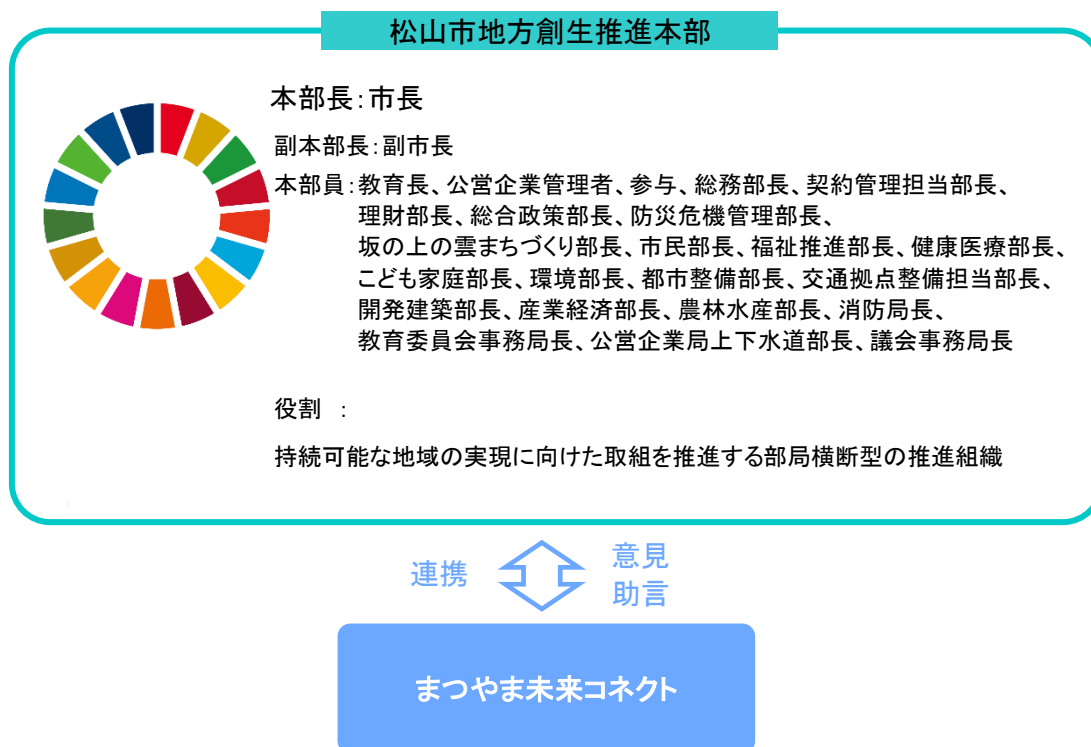 松山市地方創生推進本部
本部長：市長
副本部長：副市長
本部員：教育長、公営企業管理者、参与、総務部長、契約管理担当部長、
理財部長、総合政策部長、防災危機管理部長、
坂の上の雲まちづくり部長、市民部長、福祉推進部長、健康医療部長、
こども家庭部長、環境部長、都市整備部長、交通拠点整備担当部長、
開発建築部長、産業経済部長、農林水産部長、消防局長、
教育委員会事務局長、公営企業局上下水道部長、議会事務局長
役割　：
持続可能な地域の実現に向けた取組を推進する部局横断型の推進組織
連携
意見
助言
まつやま未来コネクト